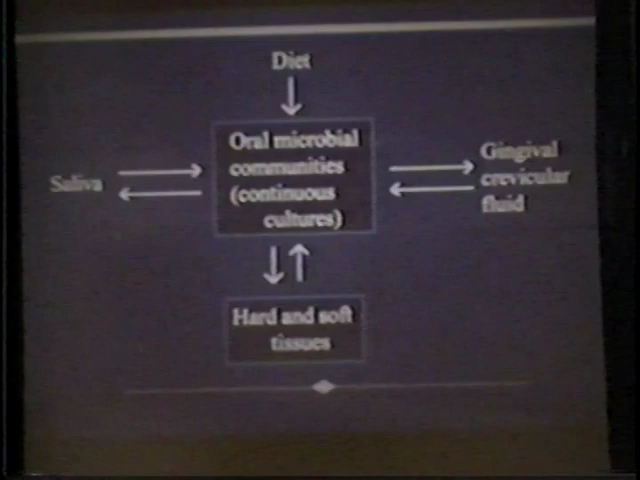 Diet
Oral microbial
communities
(continuous
cultures)
Saliva
Gingival
crevicular
fluid
Hard and soft
tissues